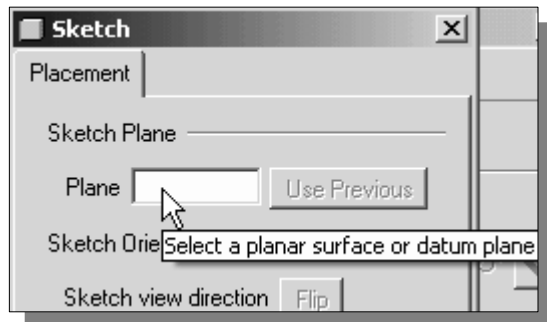 Sketch
Placement
Sketch Plane
Plane Use Previous
Sketch Orie
Select a planar surface or datum plane
Sketch view direction Flip